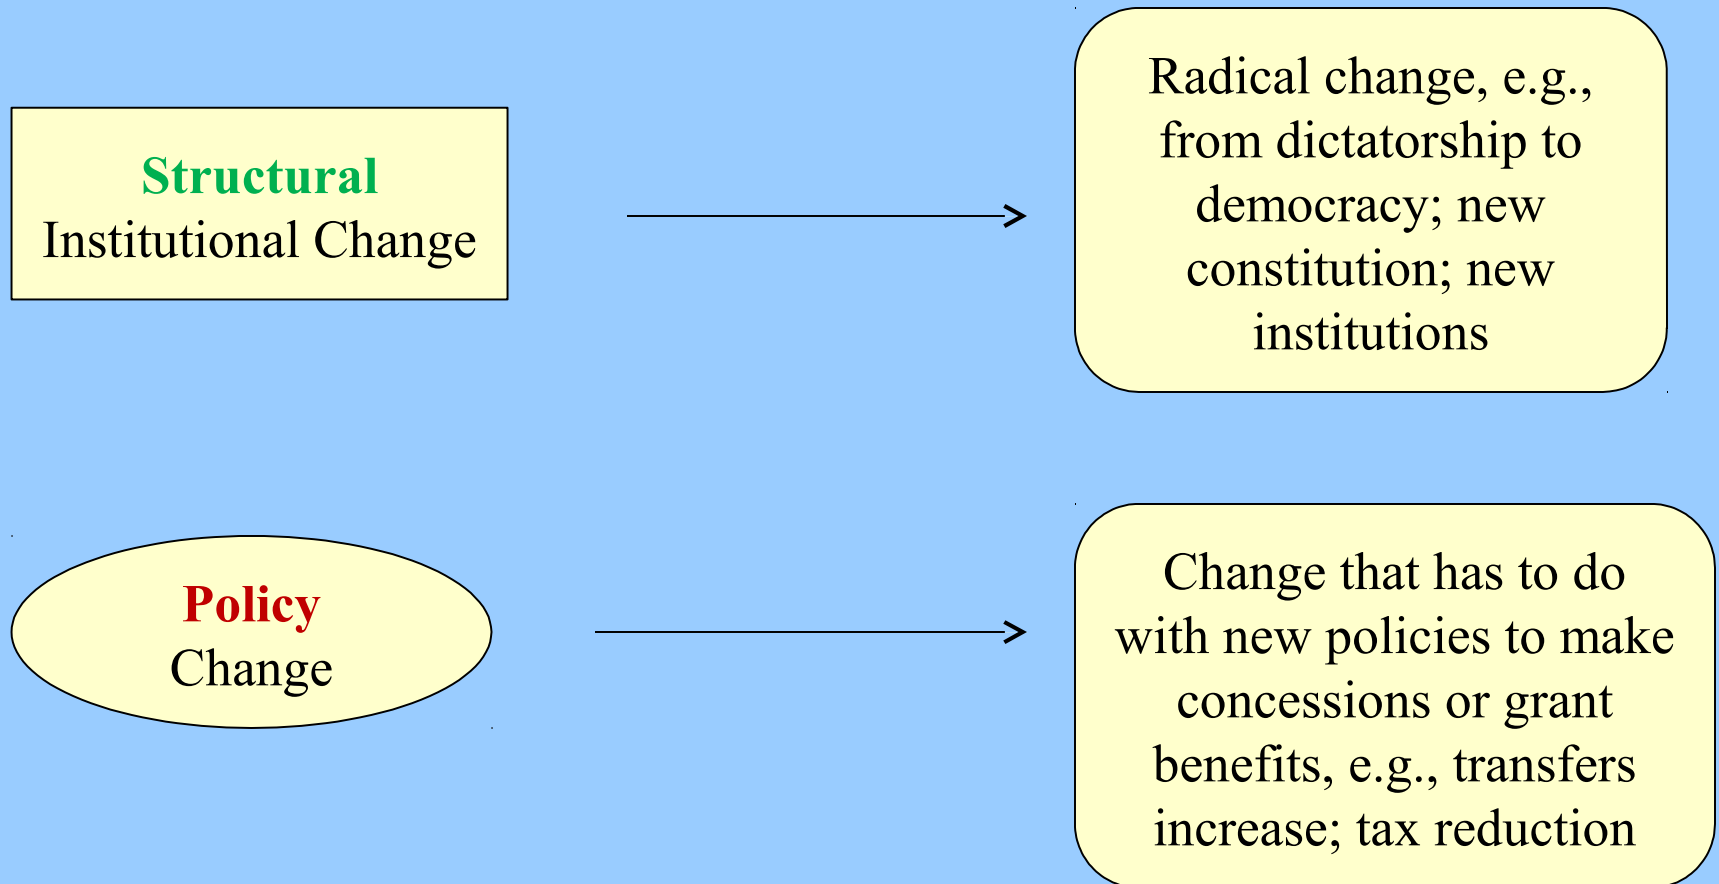 Structural
Institutional Change
Radical change, e.g.,
from dictatorship to
democracy; new
constitution; new
institutions
Policy
Change
Change that has to do
with new policies to make
concessions or grant
benefits, e.g., transfers
increase; tax reduction